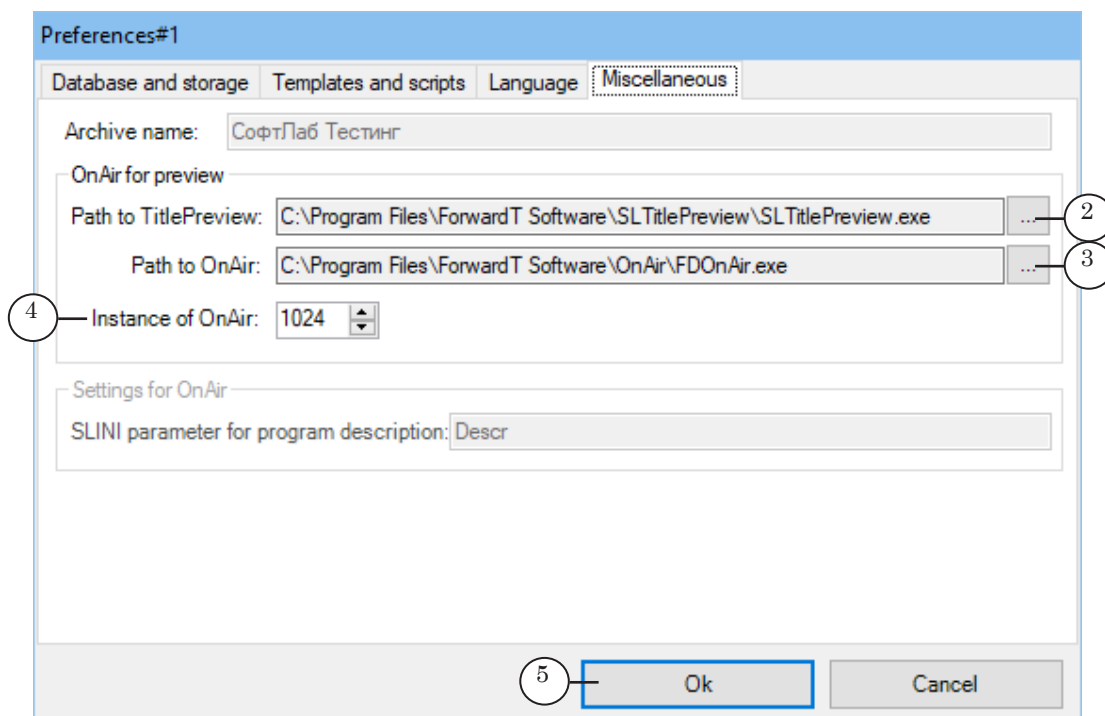 Preferences#1
Database and storage Templates and scripts Language Miscellaneous
Archive name: СофтЛаб Тестинг
OnAir for preview
Path to TitlePreview: C:\Program Files\ForwardT Software\SLTitlePreview\SLTitlePreview.exe ... 2
Path to OnAir: C:\Program Files\ForwardT Software\OnAir\FDOnAir.exe ... 3
4 Instance of OnAir: 1024
Settings for OnAir
SLINI parameter for program description: Descr
5 Ok Cancel